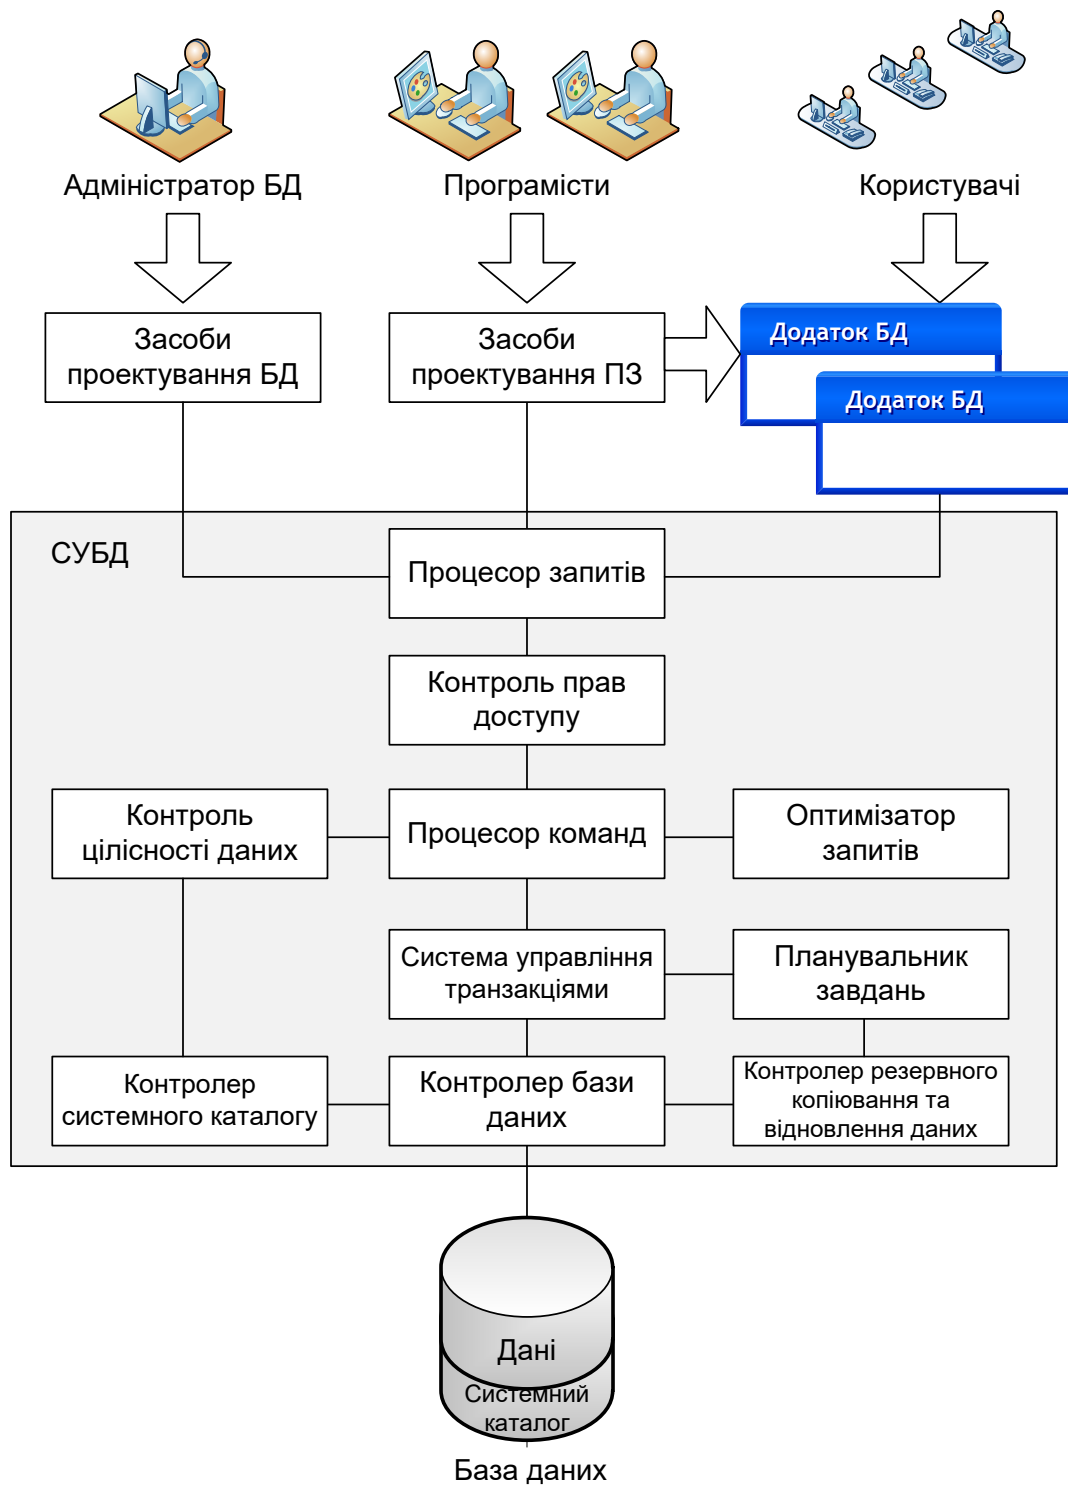 Адміністратор БД
Програмісти
Користувачі
Засоби
проектування БД
Засоби
проектування ПЗ
Додаток БД
Додаток БД
СУБД
Процесор запитів
Контроль прав
доступу
Контроль
цілісності даних
Процесор команд
Оптимізатор
запитів
Система управління
транзакціями
Планувальник
завдань
Контролер
системного каталогу
Контролер бази
даних
Контролер резервного
копіювання та
відновлення даних
Дані
Системний
каталог
База даних